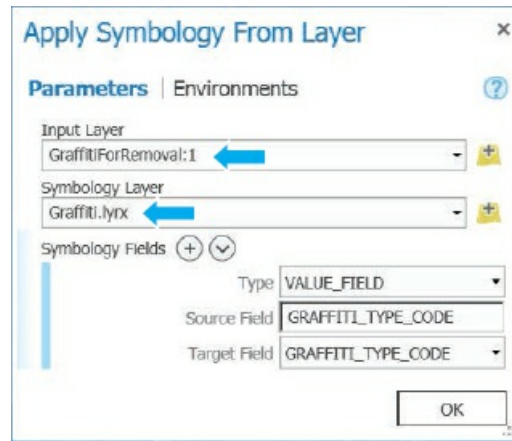 Apply Symbology From Layer ×
Parameters | Environments ?
Input Layer
GraffitiForRemoval:1
Symbology Layer
Graffiti.lyrx
Symbology Fields
Type VALUE_FIELD
Source Field GRAFFITI_TYPE_CODE
Target Field GRAFFITI_TYPE_CODE
OK